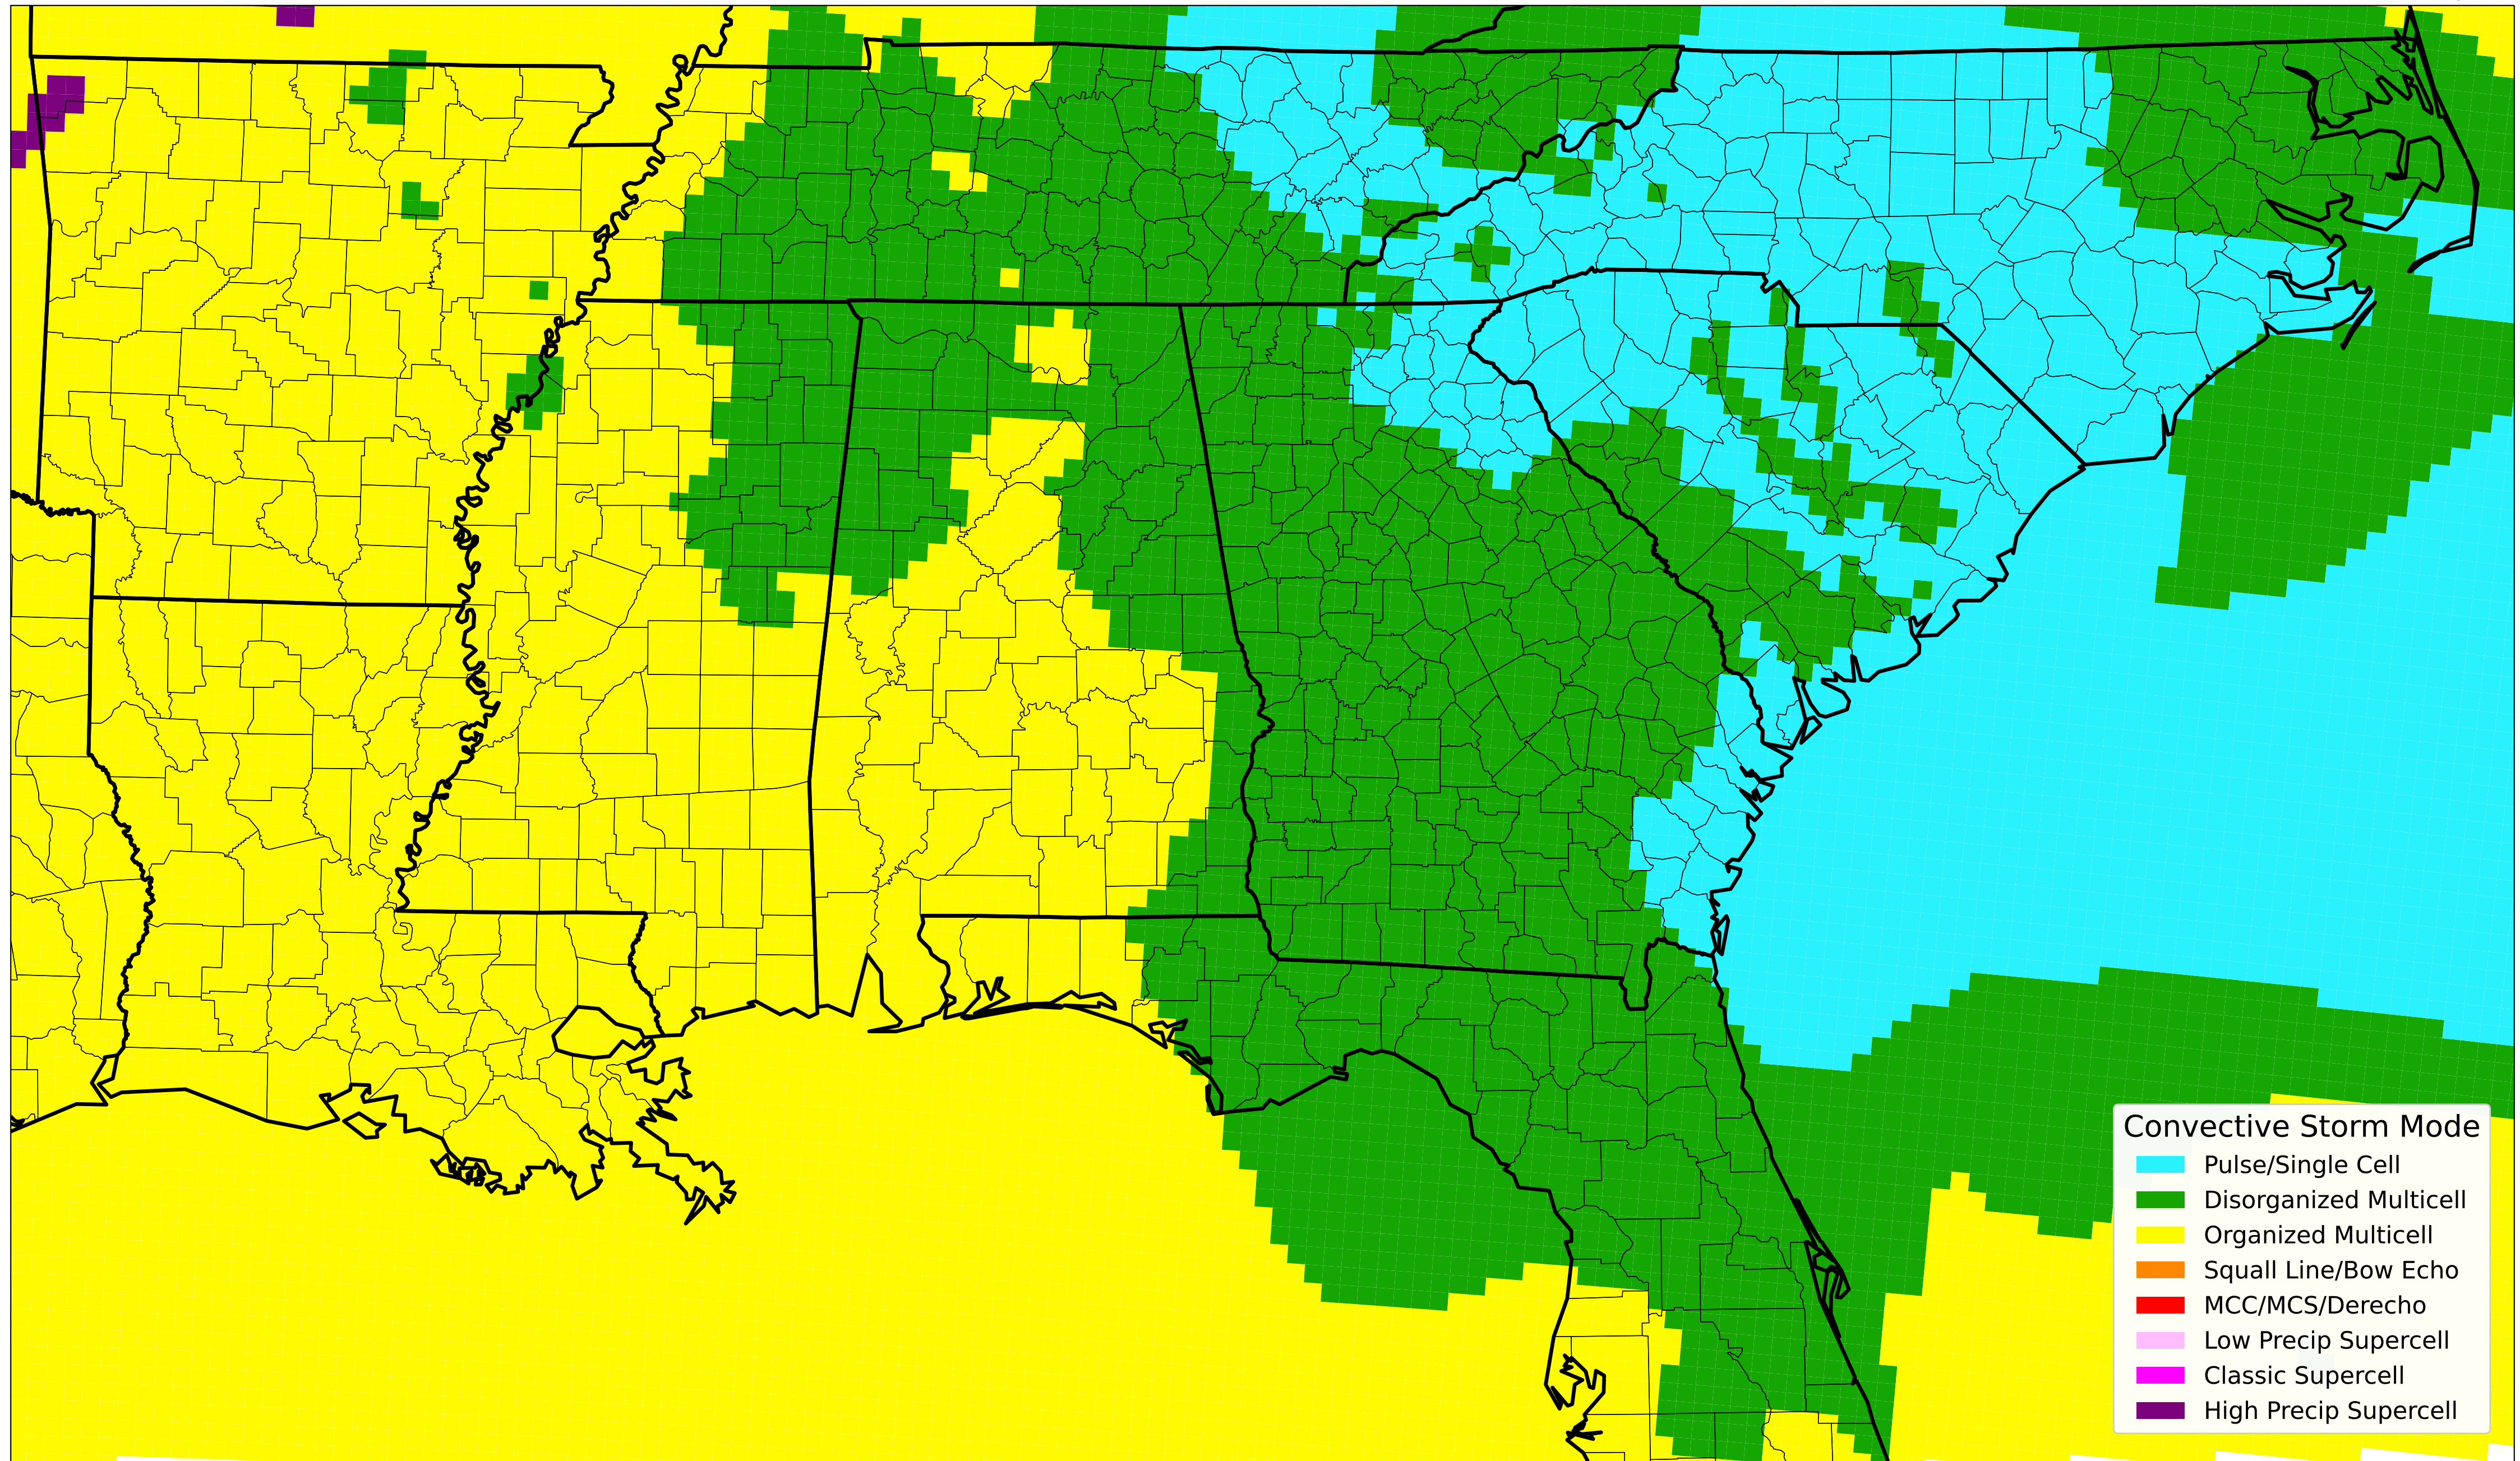 Convective Storm Mode
Pulse/Single Cell
Disorganized Multicell
Organized Multicell
Squall Line/Bow Echo
MCC/MCS/Derecho
Low Precip Supercell
Classic Supercell
High Precip Supercell